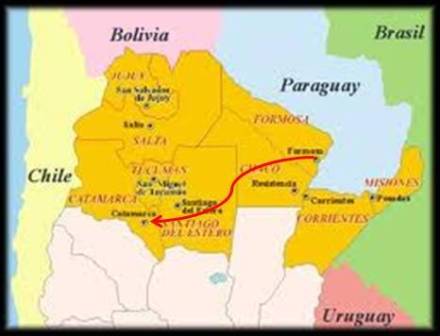 Bolivia
Brasil
JUJUY
San Salvador
de Jujuy
Paraguay
Salta
FORMOSA
SALTA
Formosa
TUCUMAN
CHACO
Chile
San Miguel
de Tucumán
Resistencia
MISIONES
CATAMARCA
Santiago
del Estero
Corrientes
Posadas
Catamarca
CORRIENTES
SANTIAGO
DEL ESTERO
Uruguay